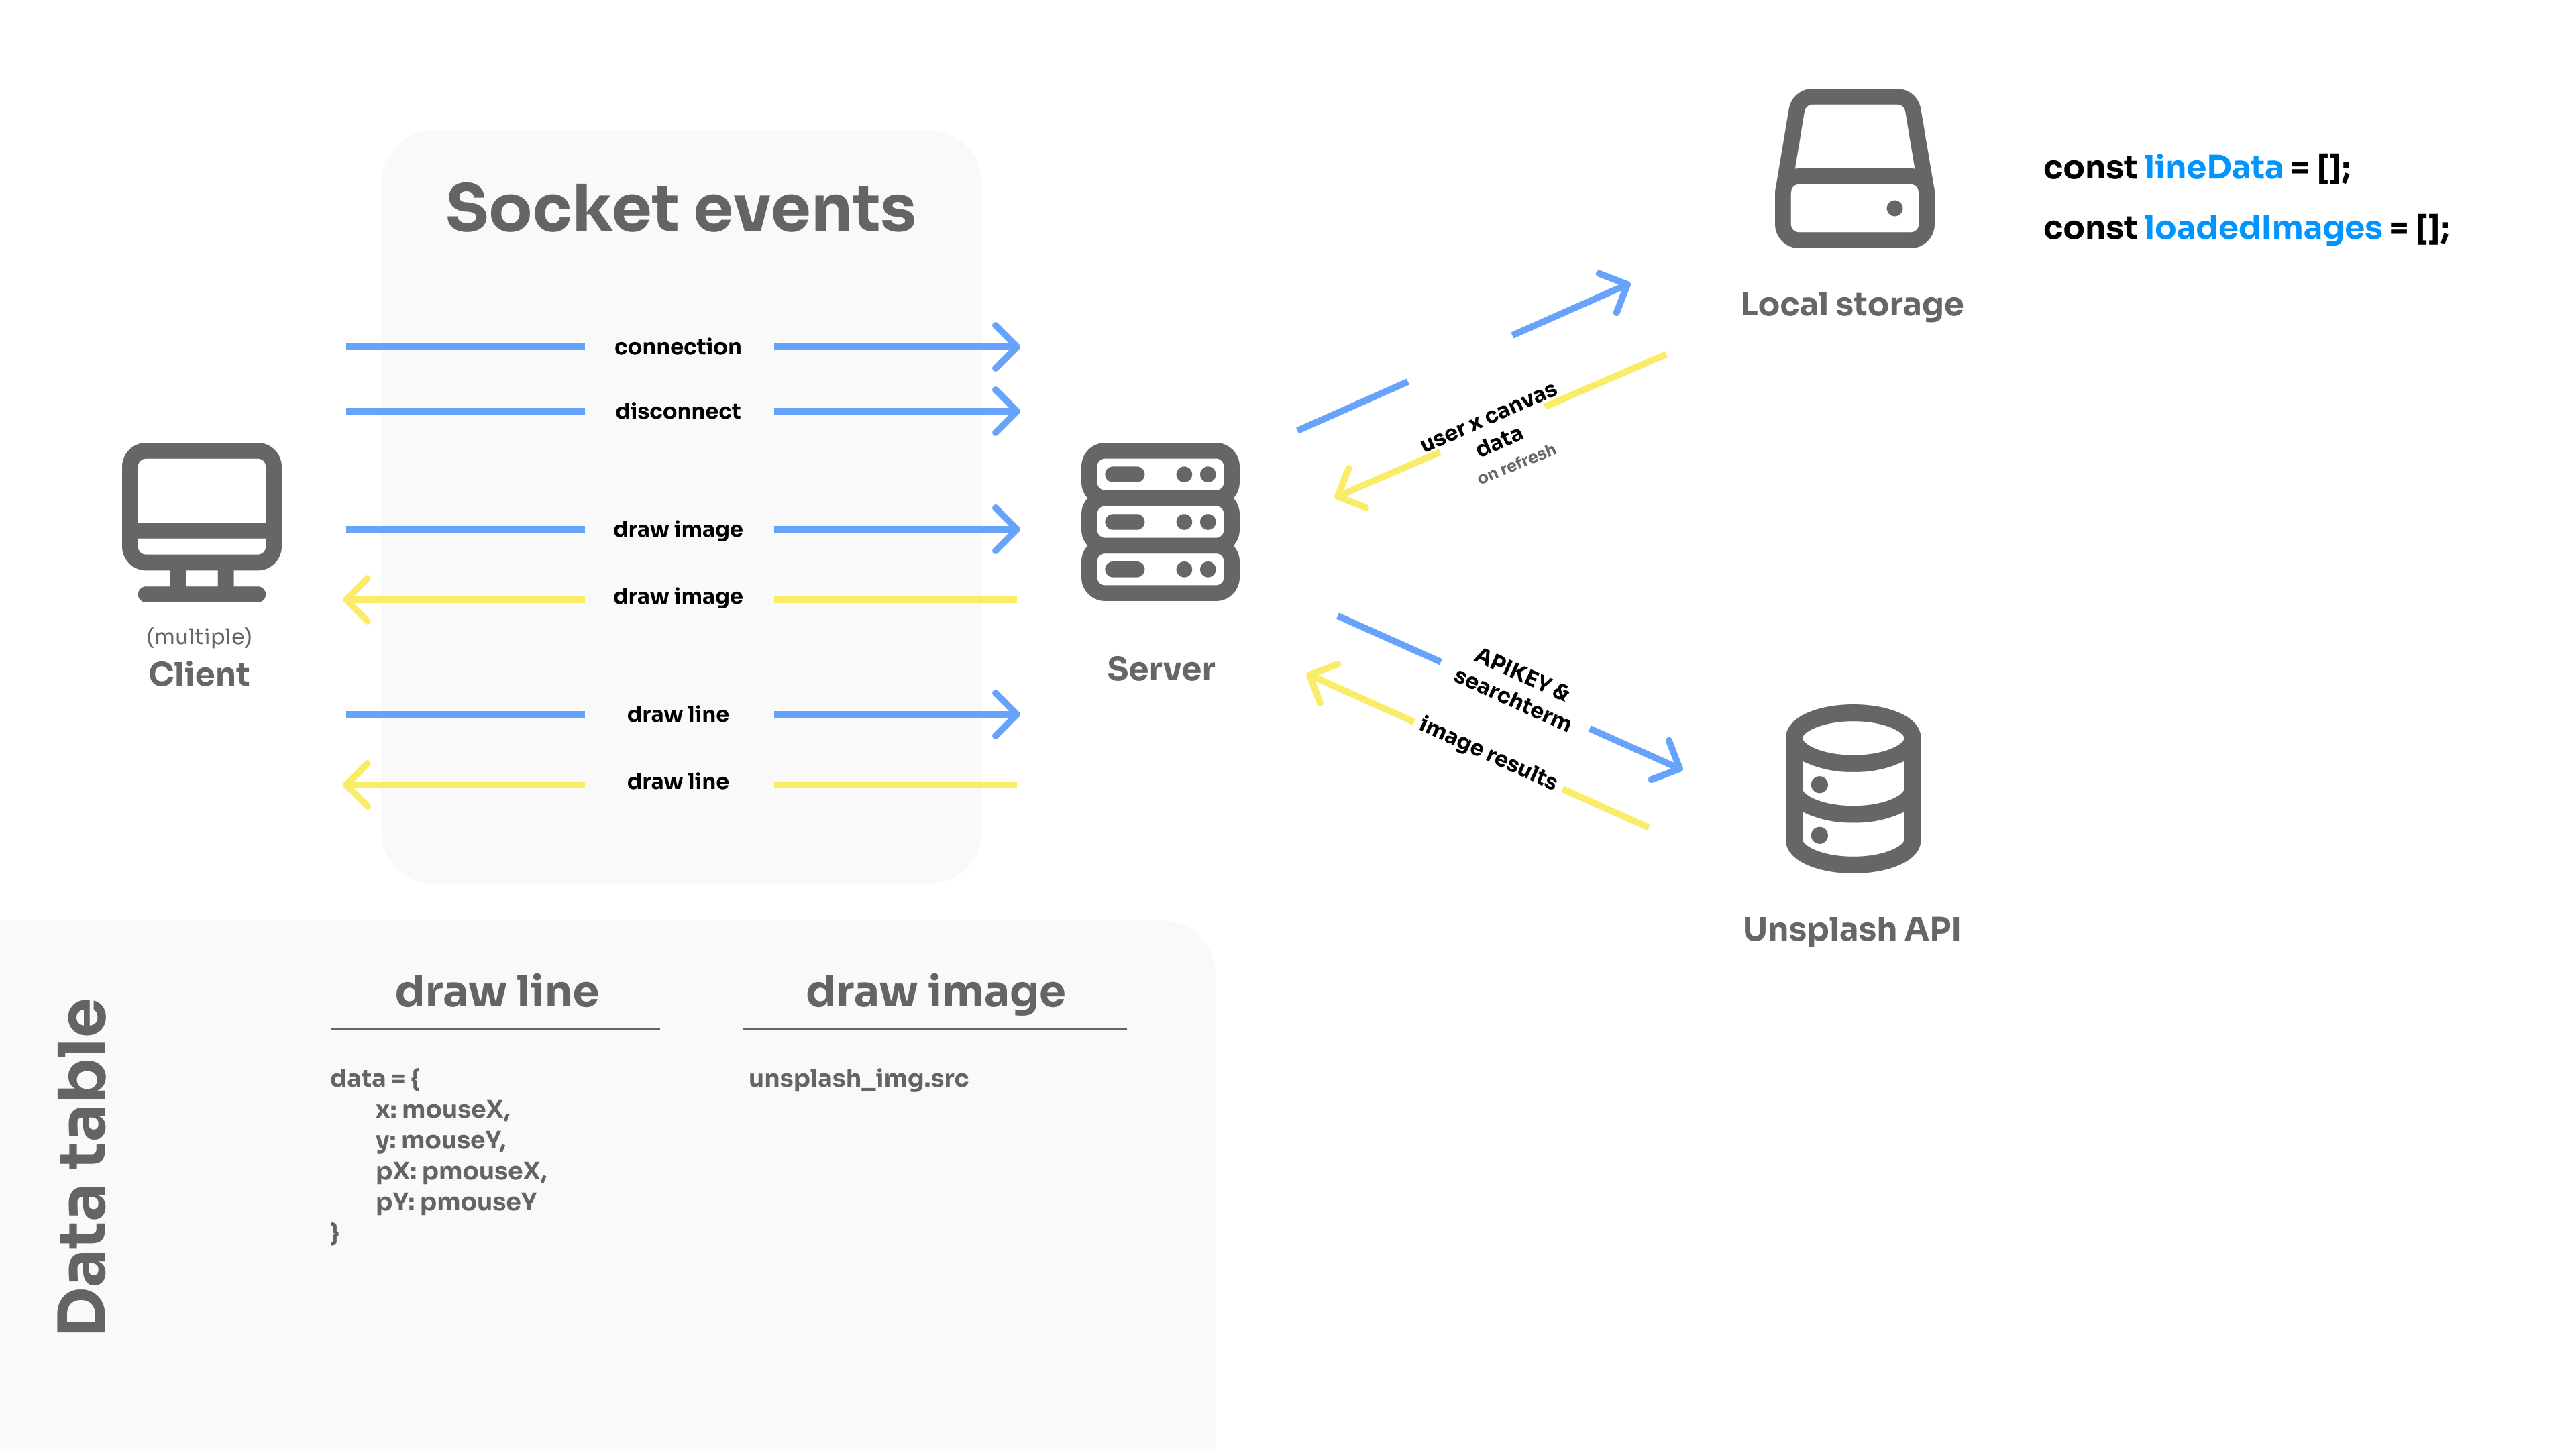 Socket events
connection
disconnect
draw image
draw image
draw line
draw line
(multiple)
Client
Server
user x canvas
data
on refresh
Local storage
const lineData = [];
const loadedImages = [];
APIKEY &
searchterm
image results
Unsplash API
Data table
draw line
data = {
x: mouseX,
y: mouseY,
pX: pmouseX,
pY: pmouseY
}
draw image
unsplash_img.src